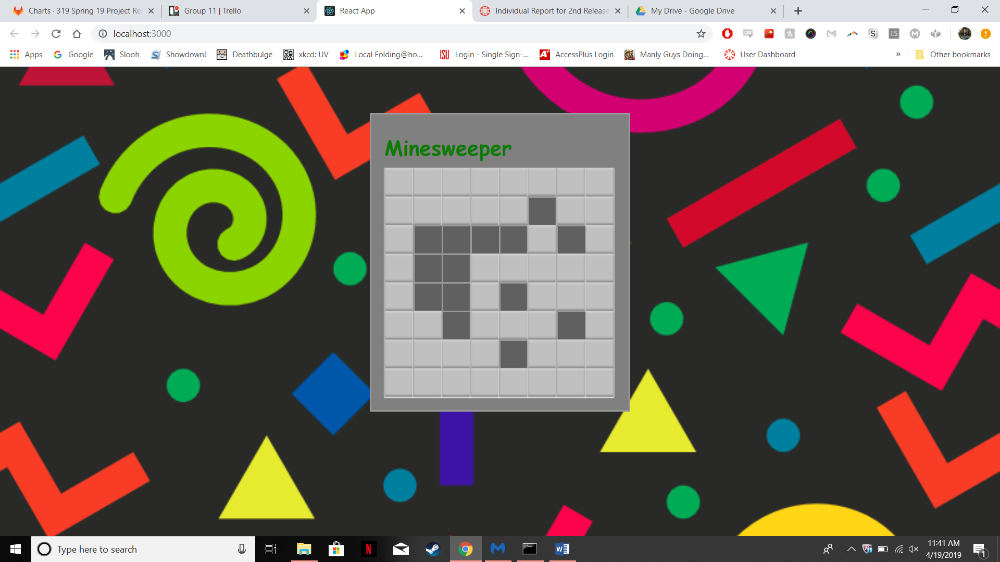 Charts · 319 Spring 19 Project Re
Group 11 | Trello
React App
Individual Report for 2nd Release
My Drive - Google Drive
localhost:3000
Apps
Google
Slooh
Showdown!
Deathbulge
xkcd: UV
Local Folding@ho...
Login - Single Sign-...
AccessPlus Login
Manly Guys Doing...
User Dashboard
»
Other bookmarks
Minesweeper
Type here to search
11:41 AM
4/19/2019
1